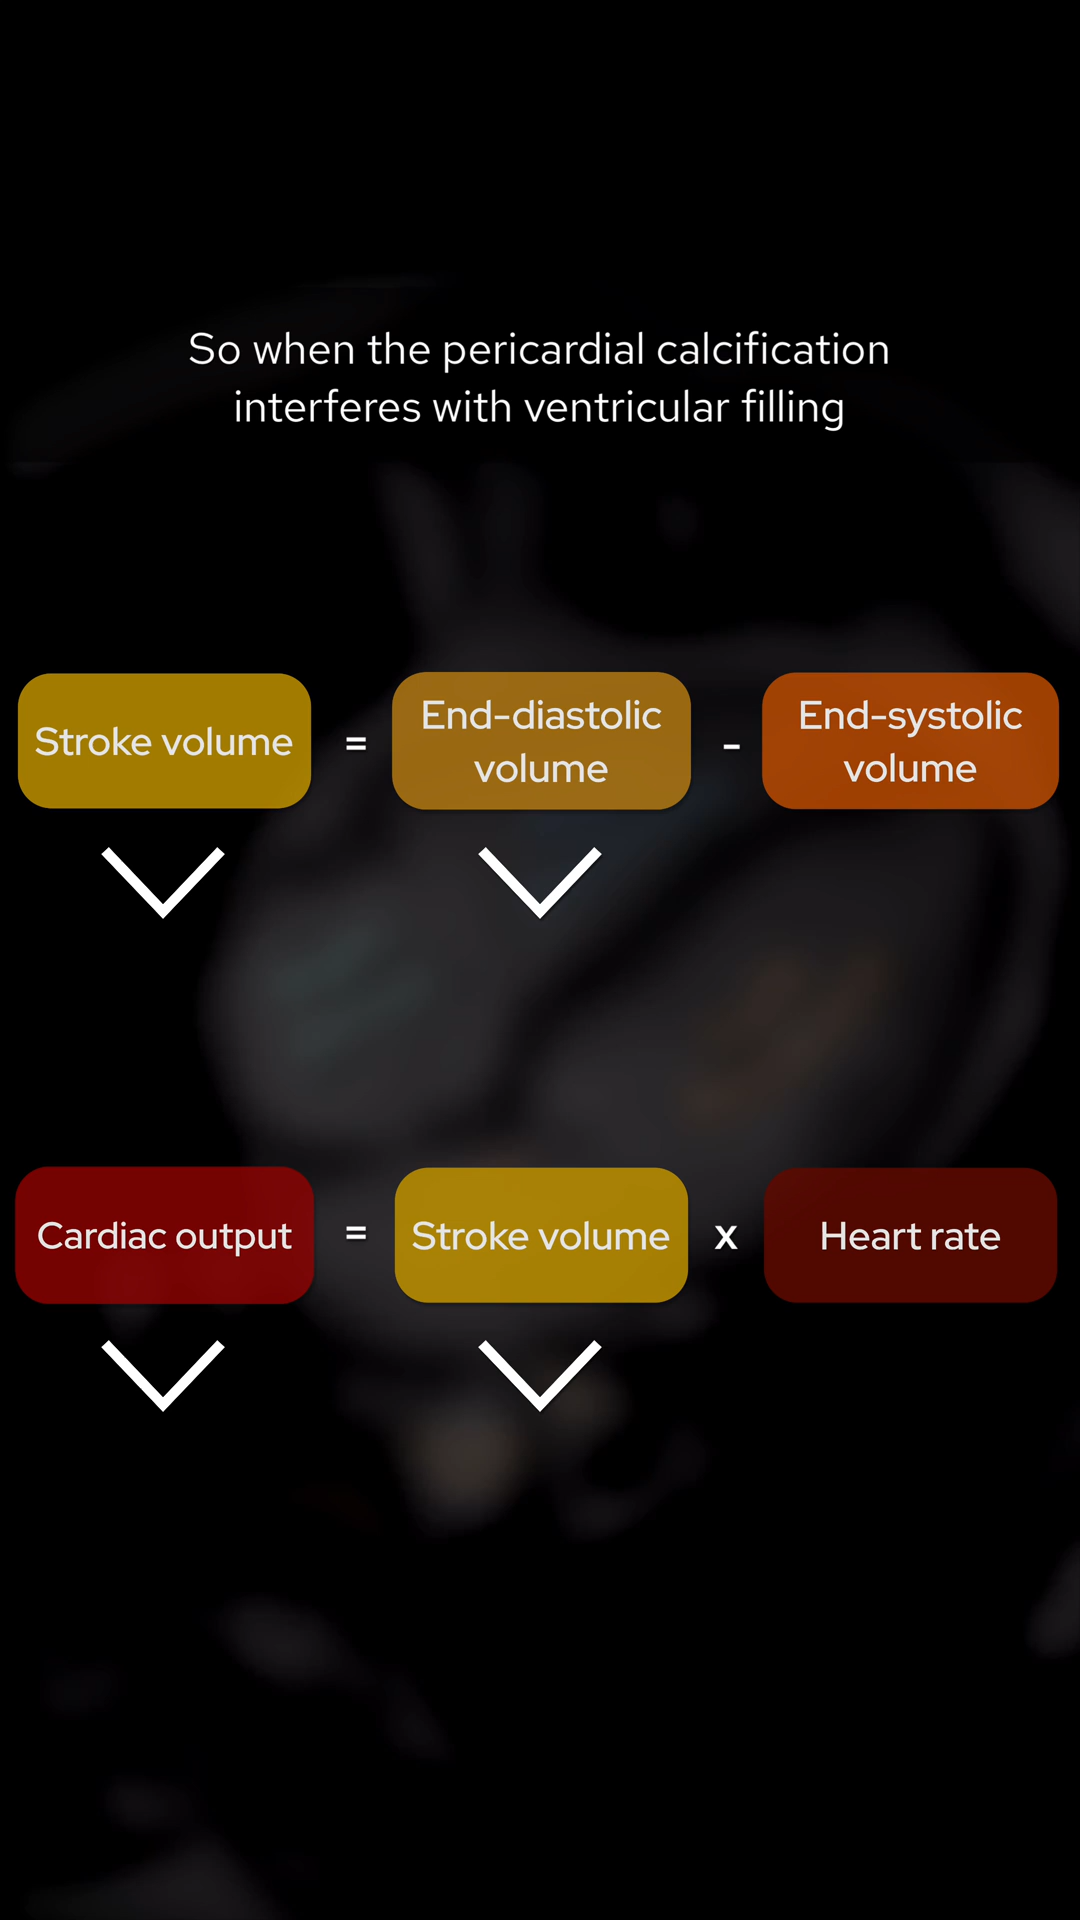 So when the pericardial calcification
interferes with ventricular filling
Stroke volume = End-diastolic volume - End-systolic volume
Cardiac output = Stroke volume x Heart rate